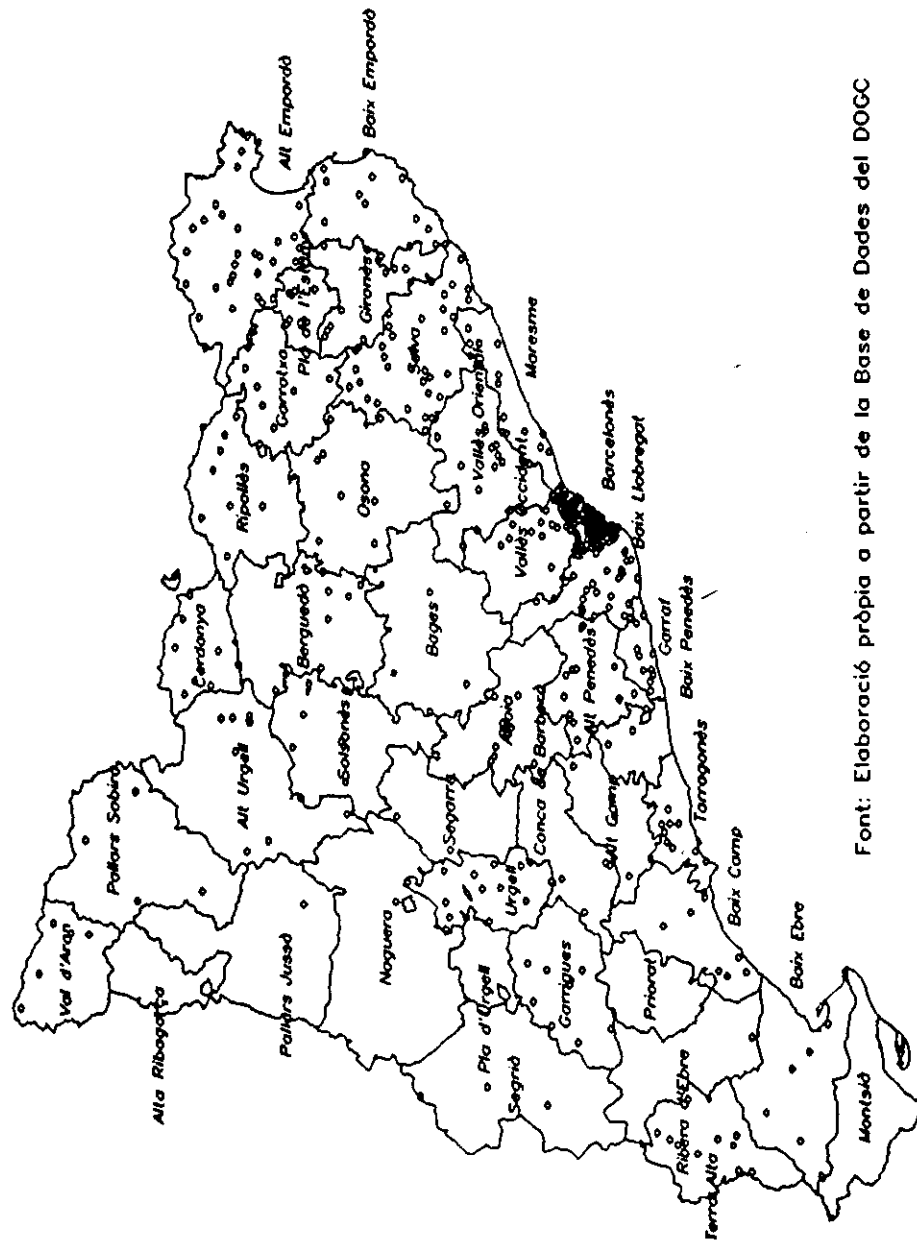 Val d'Aran
Pallars Sobirà
Alta Ribagorça
Pallars Jussà
Alt Urgell
Cerdanya
Ripollès
Garrotxa
Alt Empordà
Pla de l'Estany
Baix Empordà
Gironès
Berguedà
Solsonès
Osona
Selva
Noguera
Bages
Segarra
Vallès Oriental
Maresme
Pla d'Urgell
Urgell
Anoia
Vallès Occident
Segrià
Conca de Barberà
Barcelonès
Garrigues
Alt Penedès
Baix Llobregat
Alt Camp
Garraf
Baix Penedès
Priorat
Tarragonès
Baix Camp
Ribera d'Ebre
Terra Alta
Baix Ebre
Montsià
Font: Elaboració pròpia a partir de la Base de Dades del DOGC